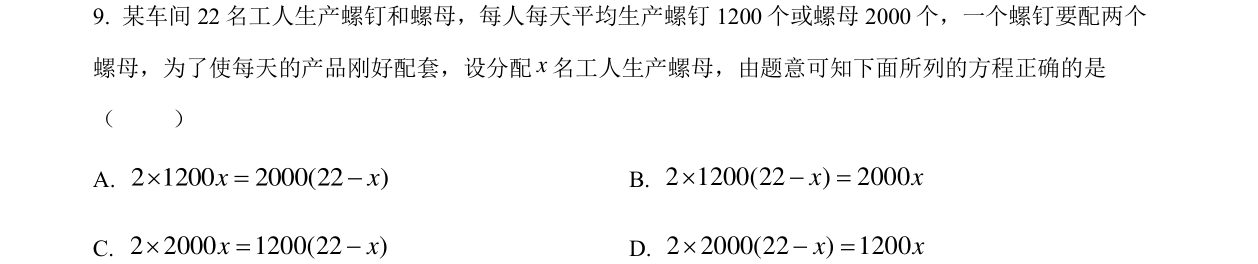 9. 某车间 22 名工人生产螺钉和螺母，每人每天平均生产螺钉 1200 个或螺母 2000 个，一个螺钉要配两个
螺母，为了使每天的产品刚好配套，设分配 x 名工人生产螺母，由题意可知下面所列的方程正确的是
（　　）
A. 2×1200x = 2000(22 − x) B. 2×1200(22 − x) = 2000x
C. 2×2000x = 1200(22 − x) D. 2×2000(22 − x) = 1200x